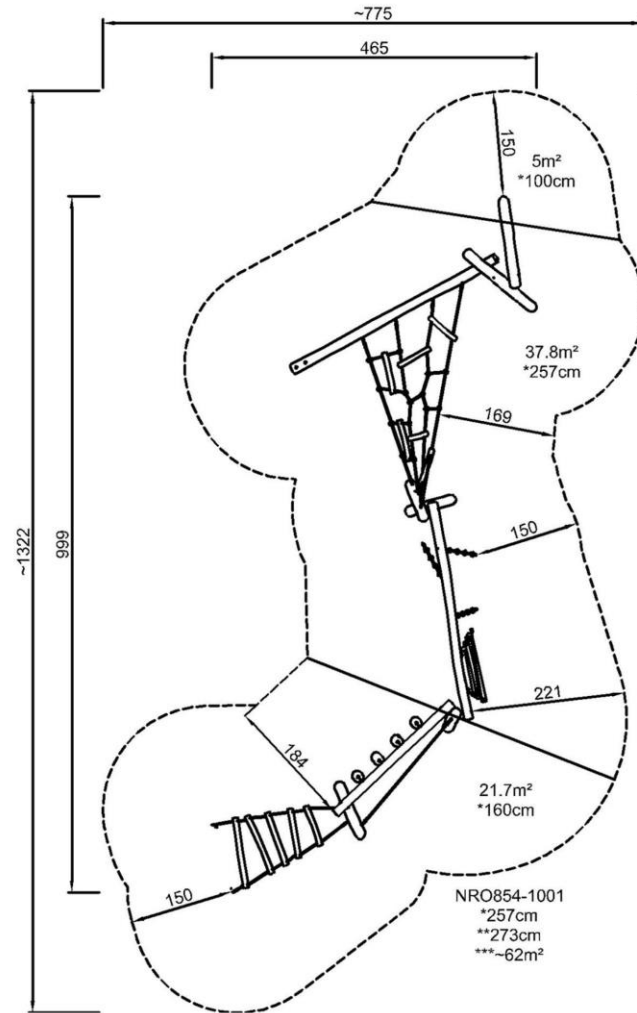 ~775
465
150
5m²
*100cm
37.8m²
*257cm
169
999
~1322
150
221
184
21.7m²
*160cm
150
NRO854-1001
*257cm
**273cm
***~62m²